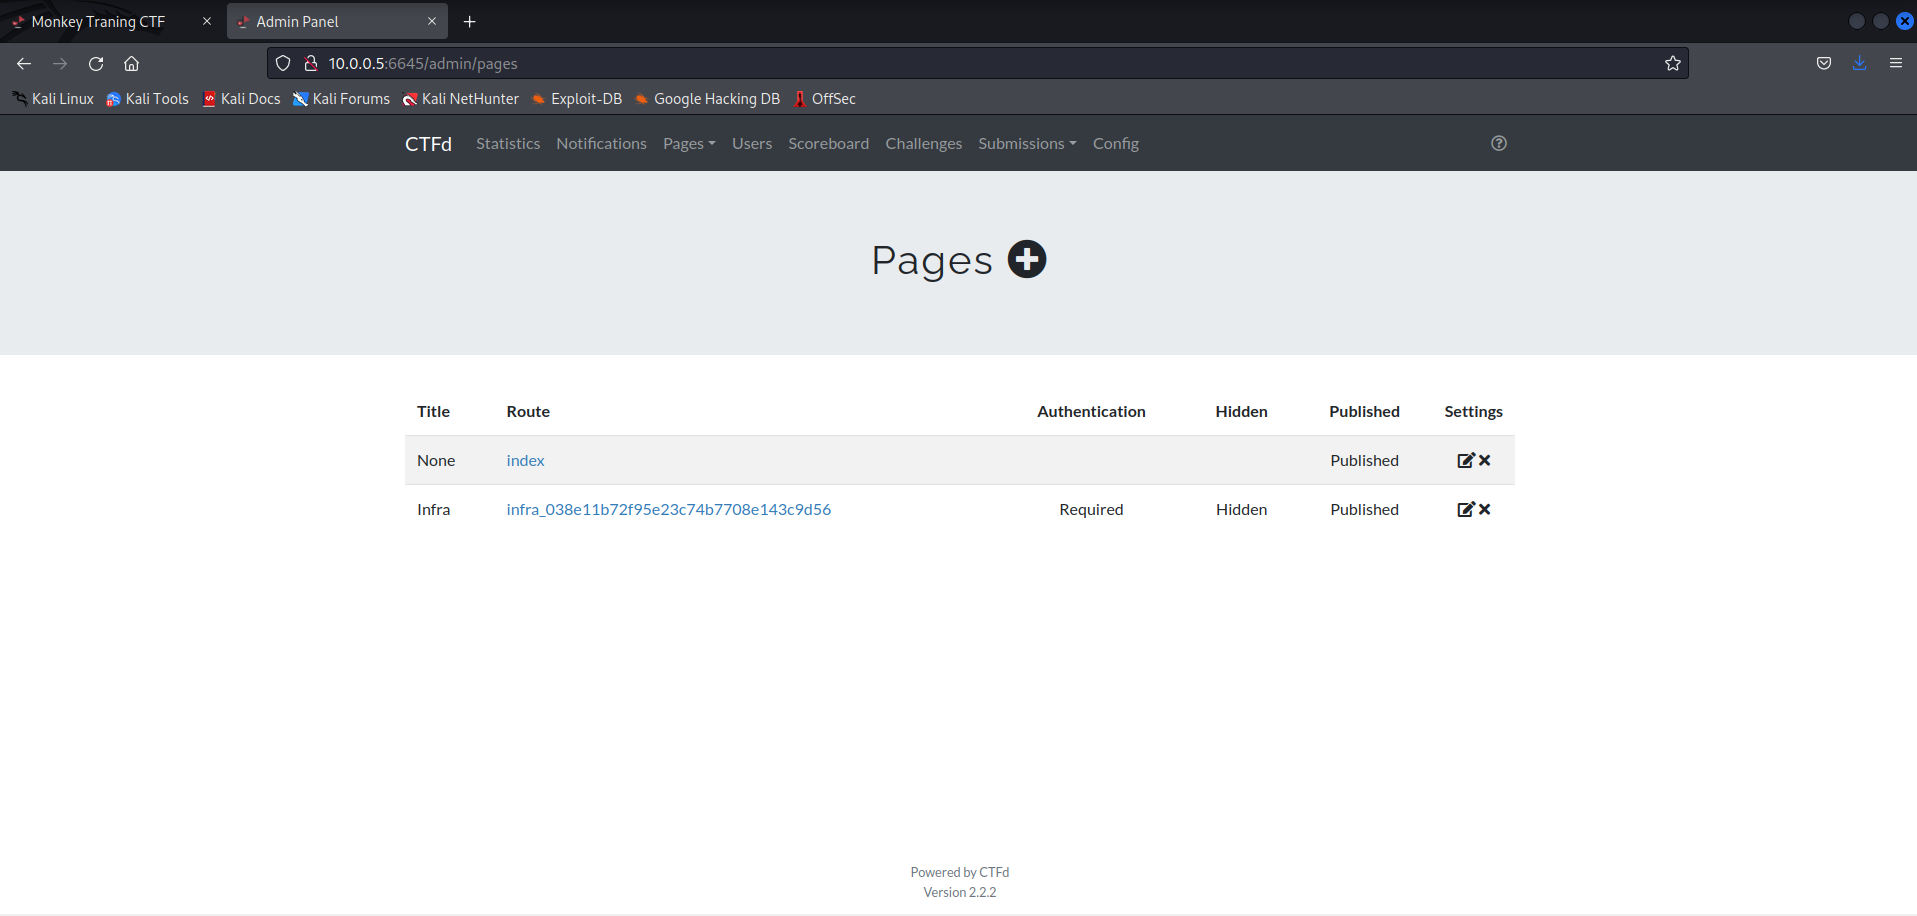 Monkey Traning CTF
Admin Panel
10.0.0.5:6645/admin/pages
Kali Linux Kali Tools Kali Docs Kali Forums Kali NetHunter Exploit-DB Google Hacking DB OffSec
CTFd Statistics Notifications Pages Users Scoreboard Challenges Submissions Config
Pages
Title Route Authentication Hidden Published Settings
None index Published
Infra infra_038e11b72f95e23c74b7708e143c9d56 Required Hidden Published
Powered by CTFd
Version 2.2.2